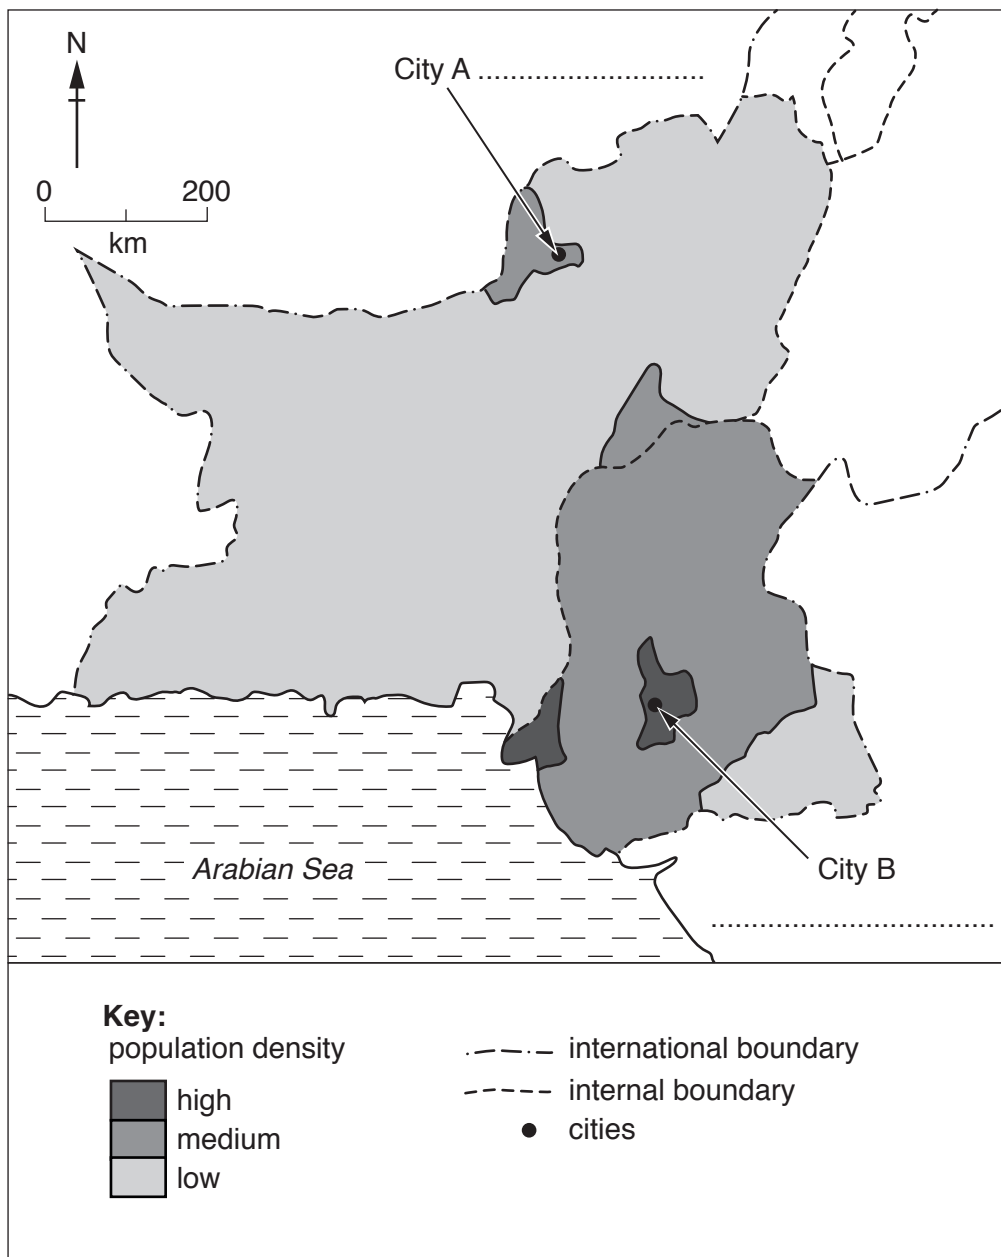 N
City A ............................
0 200
km
Arabian Sea
City B
....................................
Key:
population density
high
medium
low
international boundary
internal boundary
cities